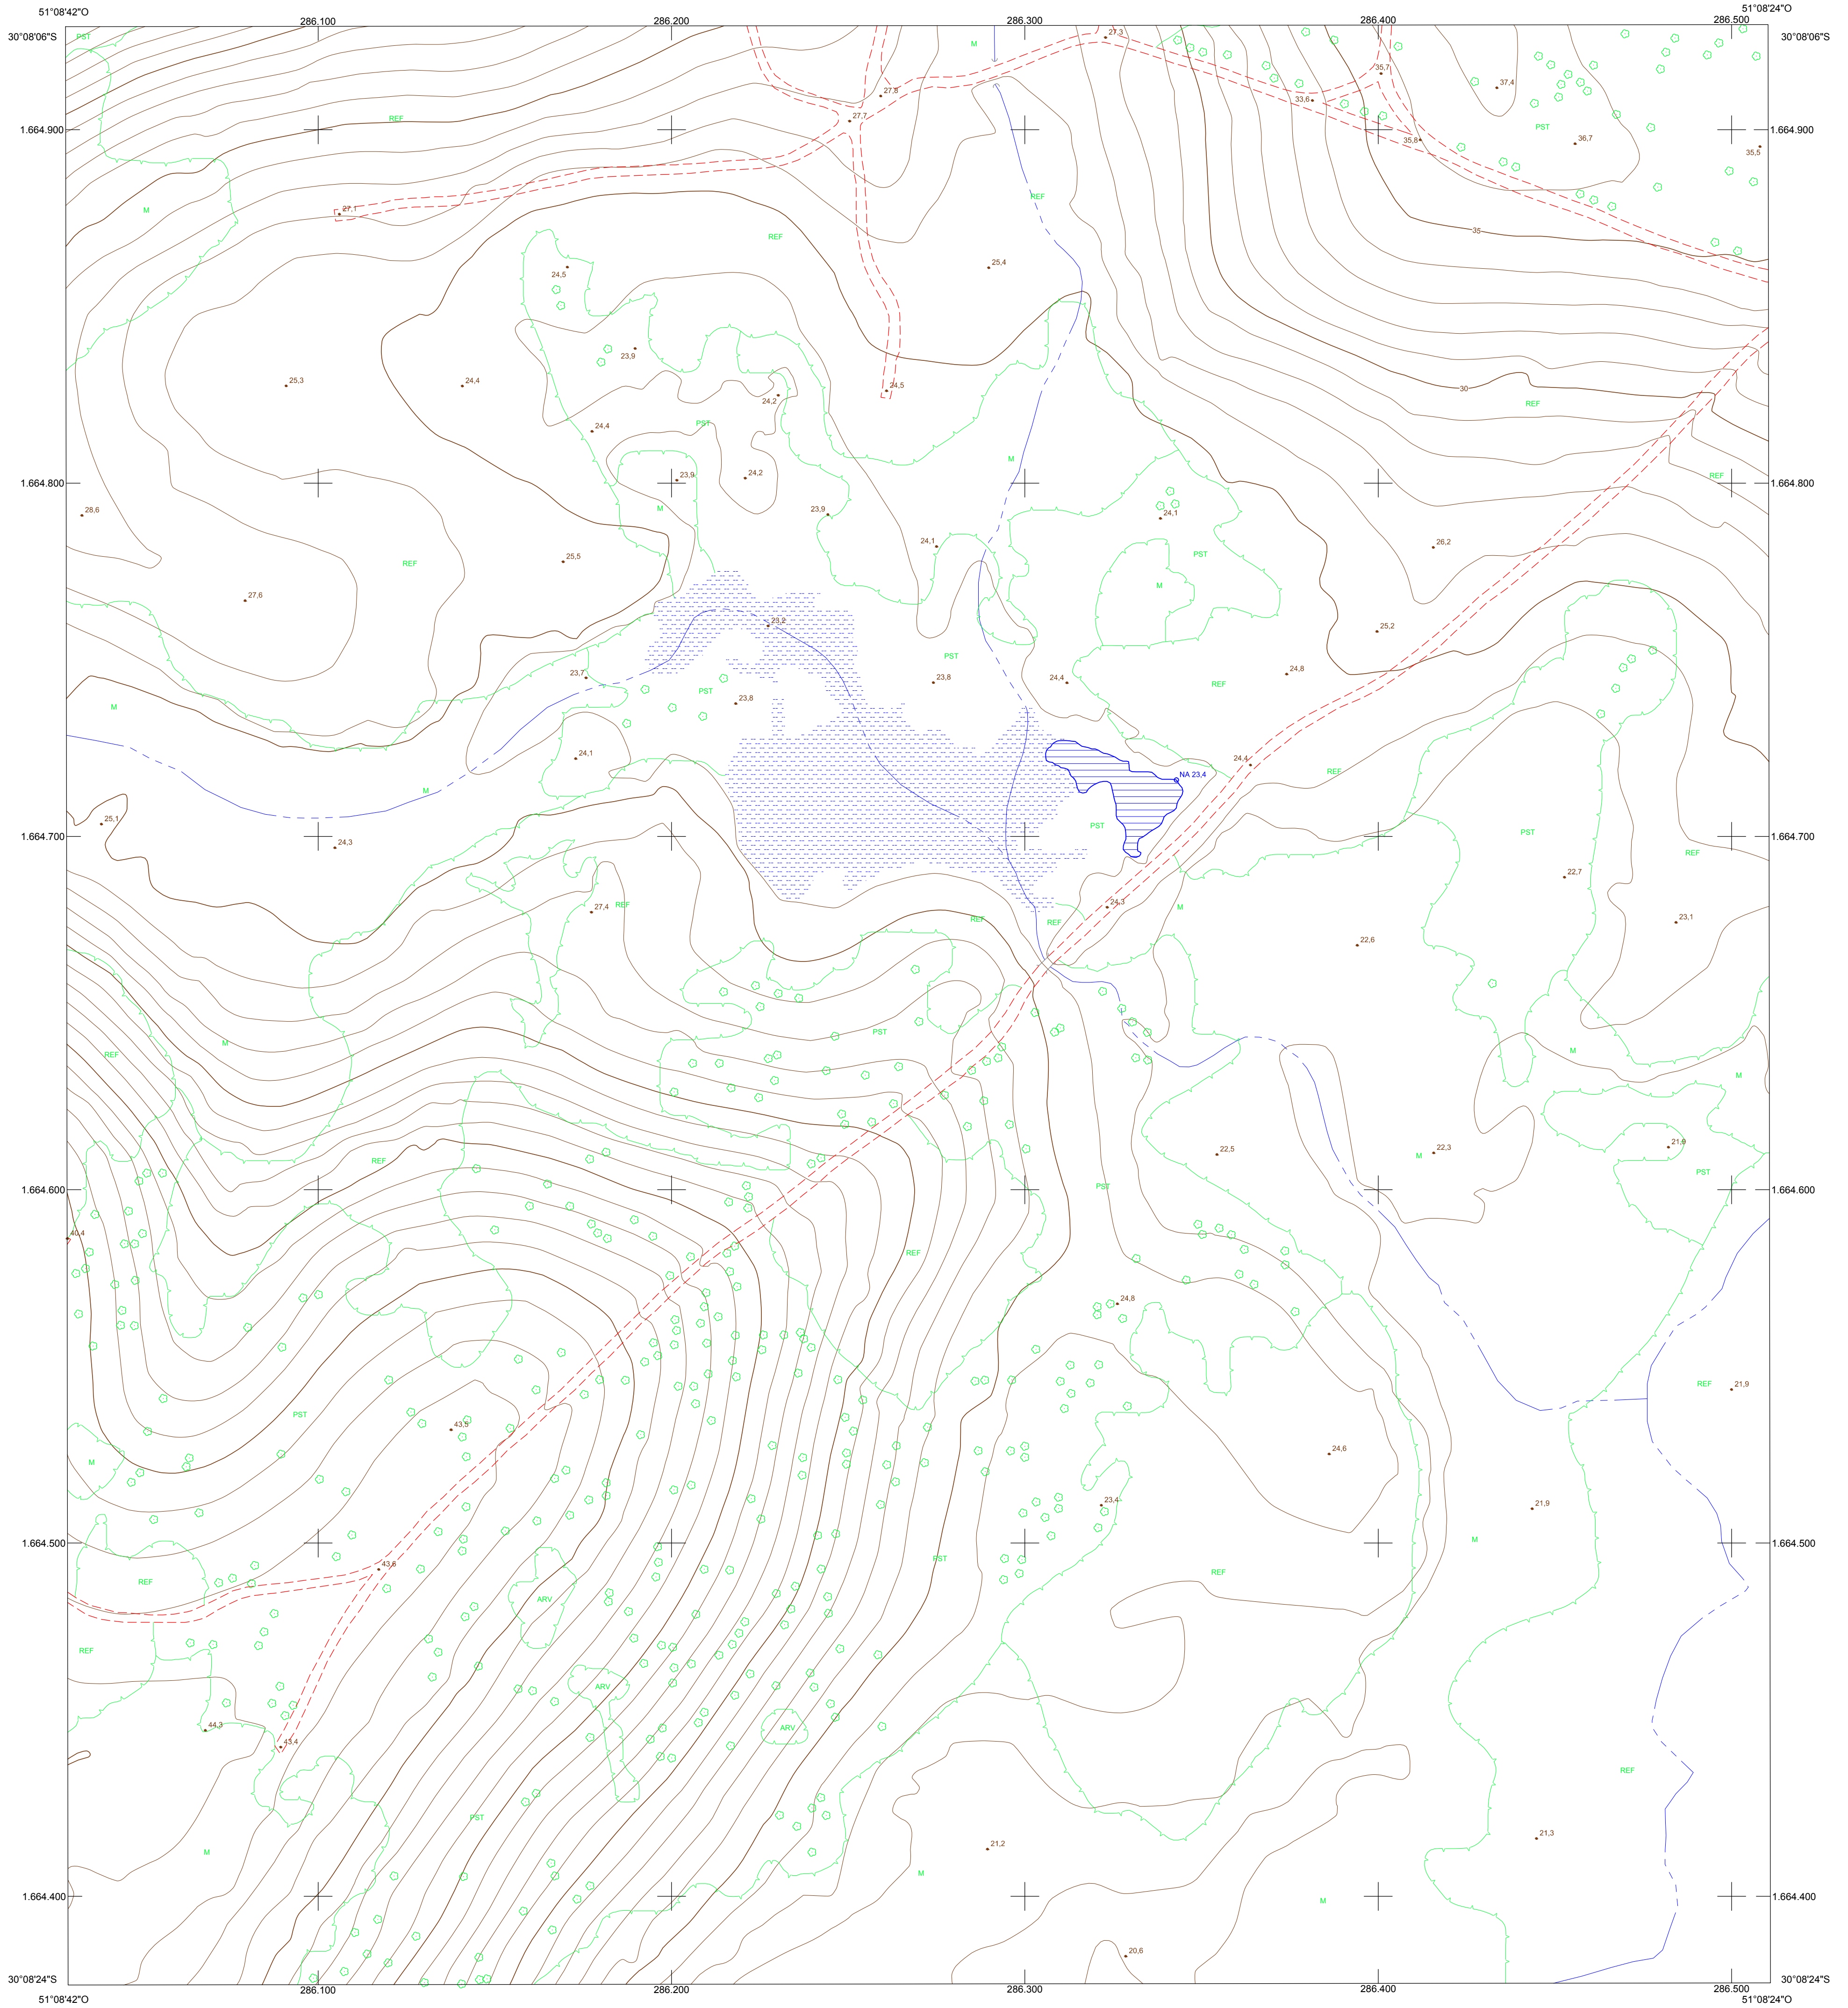 51°08'42"O
286.100
286.200
286.300
286.400
286.500
51°08'24"O
30°08'06"S
30°08'06"S
PST
M
27,3
35,7
37,4
27,8
33,6
27,7
REF
1.664.900
PST
1.664.900
35,8
36,7
35,5
REF
M
27,1
35
REF
25,4
24,5
23,9
25,3
24,4
24,5
30
24,2
REF
24,4
PST
M
REF
23,9
24,2
1.664.800
1.664.800
M
28,6
23,9
24,1
24,1
26,2
PST
REF
25,5
M
27,6
23,2
25,2
PST
23,7
24,8
PST
23,8
24,4
REF
23,8
M
24,1
24,4
REF
NA 23,4
M
25,1
PST
PST
1.664.700
1.664.700
24,3
REF
22,7
27,4
REF
24,3
M
REF
REF
23,1
22,6
PST
M
REF
M
M
21,9
22,5
22,3
M
REF
PST
PST
1.664.600
1.664.600
40,4
REF
24,8
REF
21,9
PST
43,5
24,6
M
23,4
21,9
M
1.664.500
1.664.500
PST
43,6
REF
REF
ARV
REF
ARV
44,3
ARV
43,4
REF
PST
21,3
21,2
M
M
M
1.664.400
1.664.400
20,6
30°08'24"S
30°08'24"S
51°08'42"O
286.100
286.200
286.300
286.400
286.500
51°08'24"O